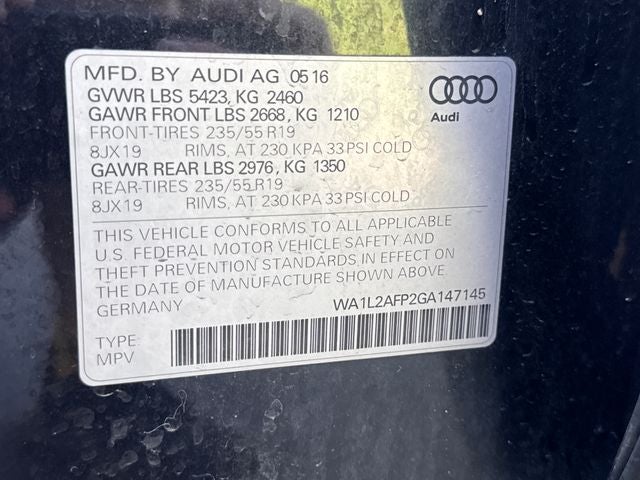 MFD. BY AUDI AG 05 16
GVWR LBS 5423, KG 2460
GAWR FRONT LBS 2668, KG 1210
FRONT-TIRES 235/55 R19
8JX19 RIMS, AT 230 KPA 33 PSI COLD
GAWR REAR LBS 2976, KG 1350
REAR-TIRES 235/55 R19
8JX19 RIMS, AT 230 KPA 33 PSI COLD
Audi
THIS VEHICLE CONFORMS TO ALL APPLICABLE
U.S. FEDERAL MOTOR VEHICLE SAFETY AND
THEFT PREVENTION STANDARDS IN EFFECT ON
THE DATE OF MANUFACTURE SHOWN ABOVE.
GERMANY WA1L2AFP2GA147145
TYPE:
MPV